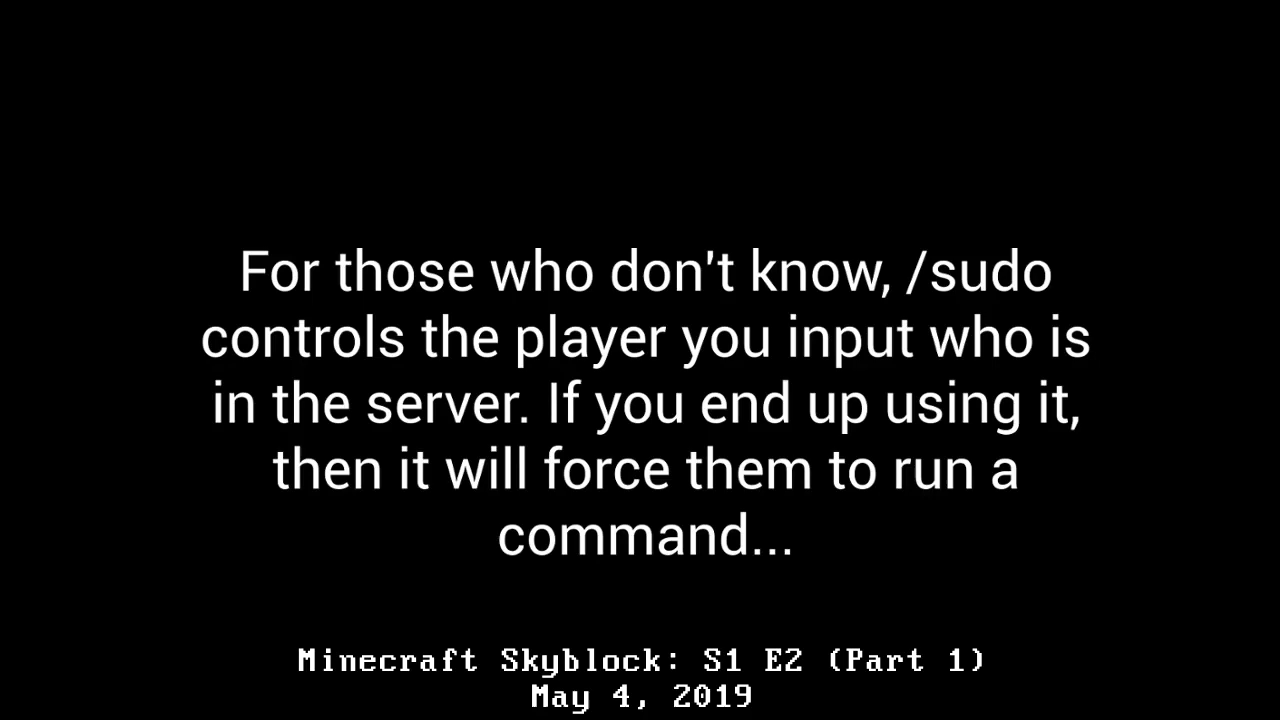 For those who don't know, /sudo
controls the player you input who is
in the server. If you end up using it,
then it will force them to run a
command...
Minecraft Skyblock: S1 E2 (Part 1)
May 4, 2019